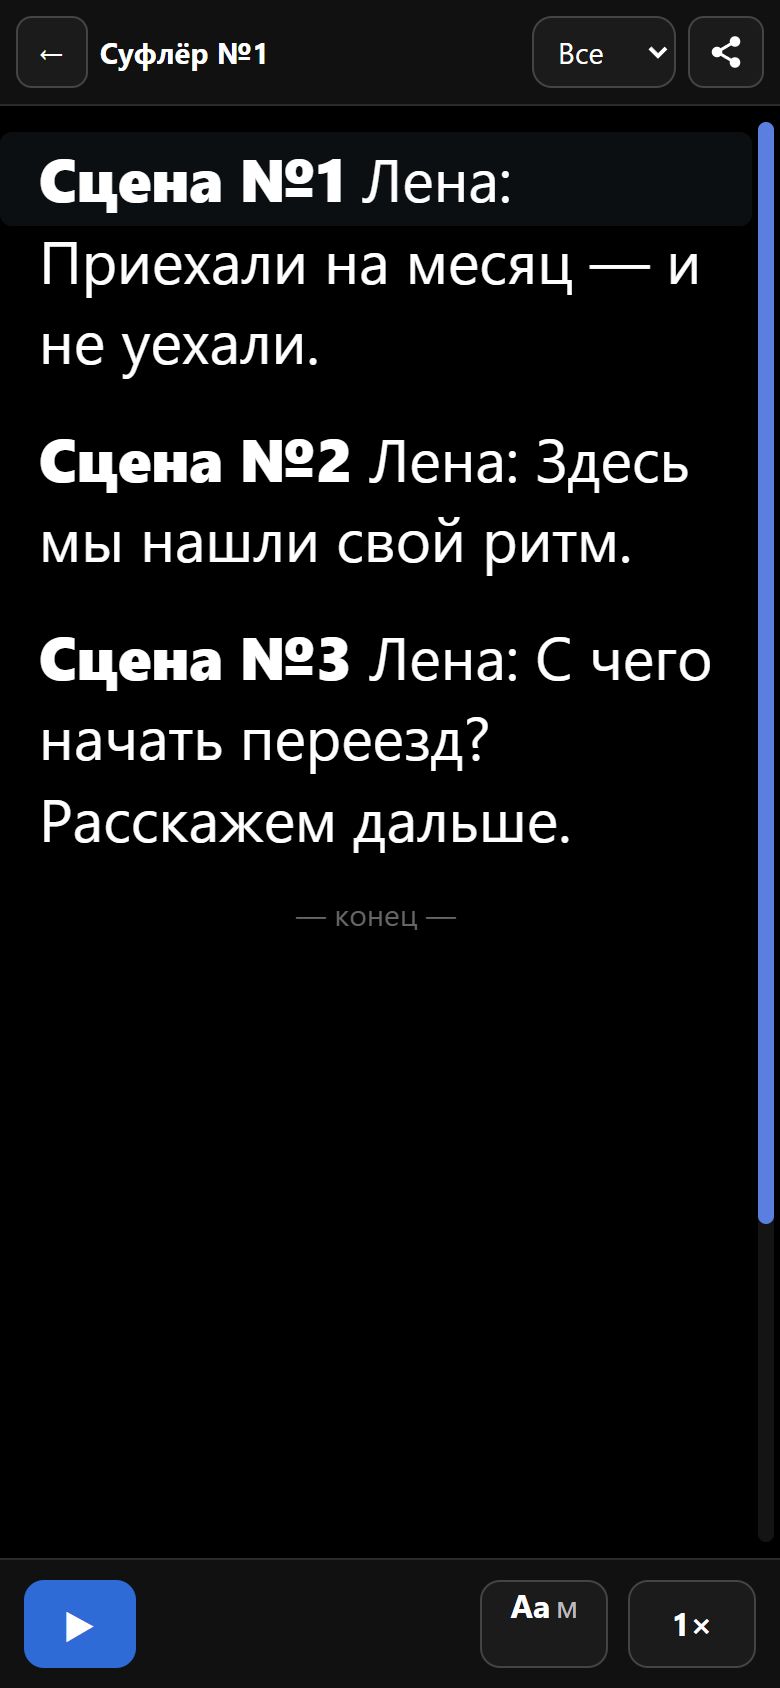 ← Суфлёр №1 Все
Сцена №1 Лена:
Приехали на месяц — и
не уехали.
Сцена №2 Лена: Здесь
мы нашли свой ритм.
Сцена №3 Лена: С чего
начать переезд?
Расскажем дальше.
— конец —
Aa м 1×